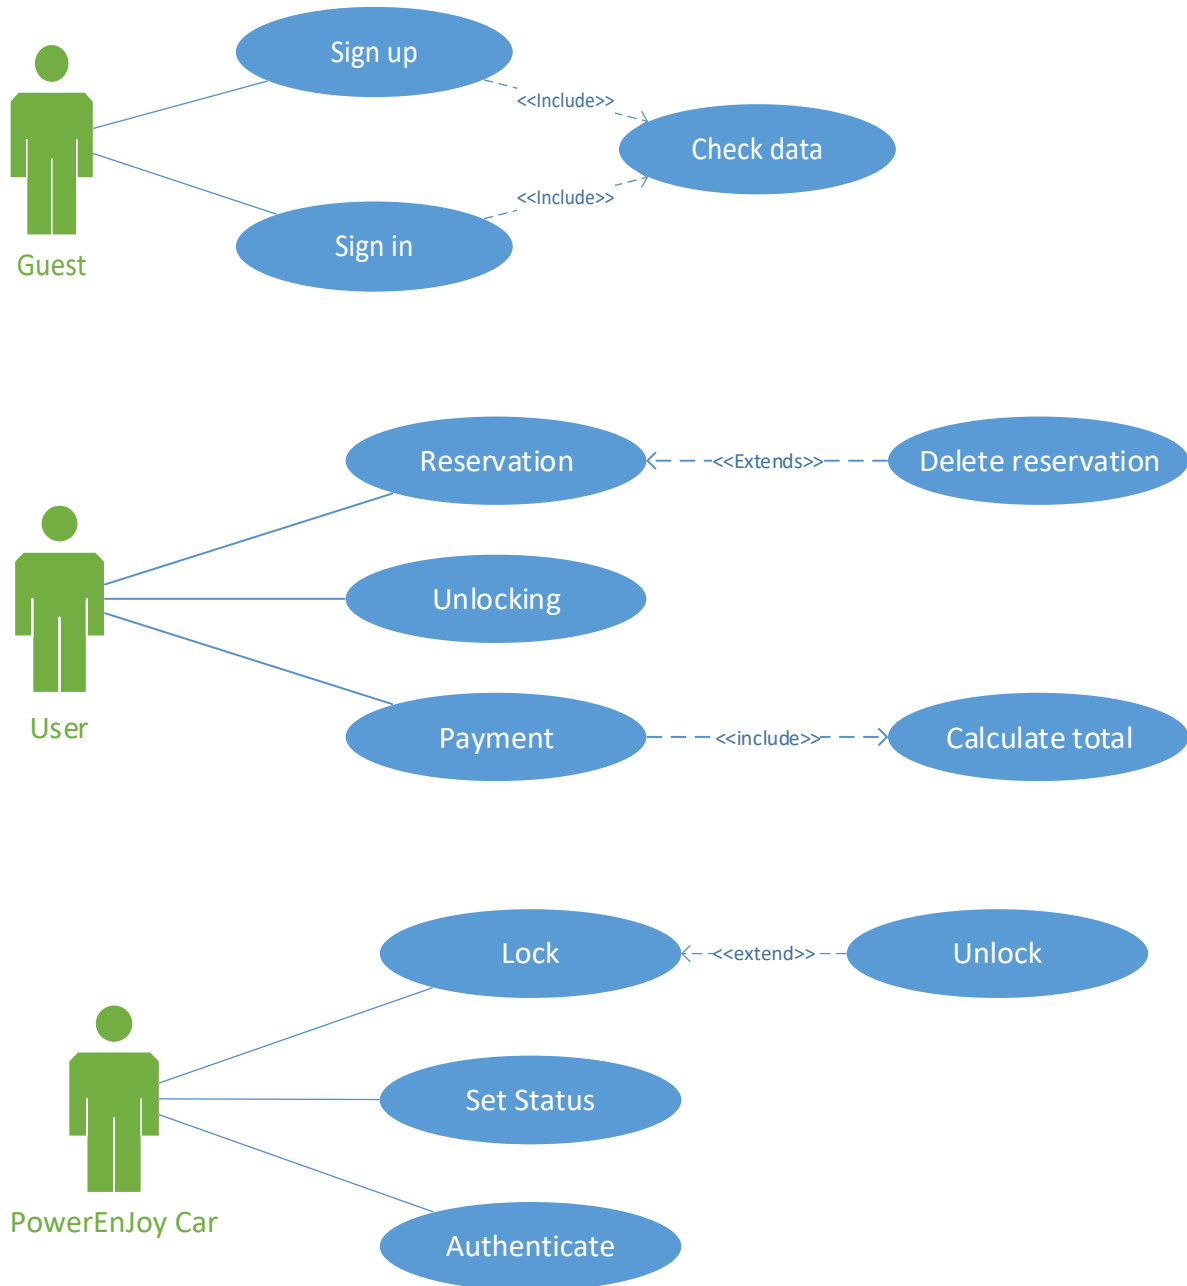 Sign up
<<Include>>
Check data
<<Include>>
Sign in
Guest
Reservation
<<Extends>>
Delete reservation
Unlocking
User
Payment
<<include>>
Calculate total
Lock
<<extend>>
Unlock
Set Status
PowerEnJoy Car
Authenticate